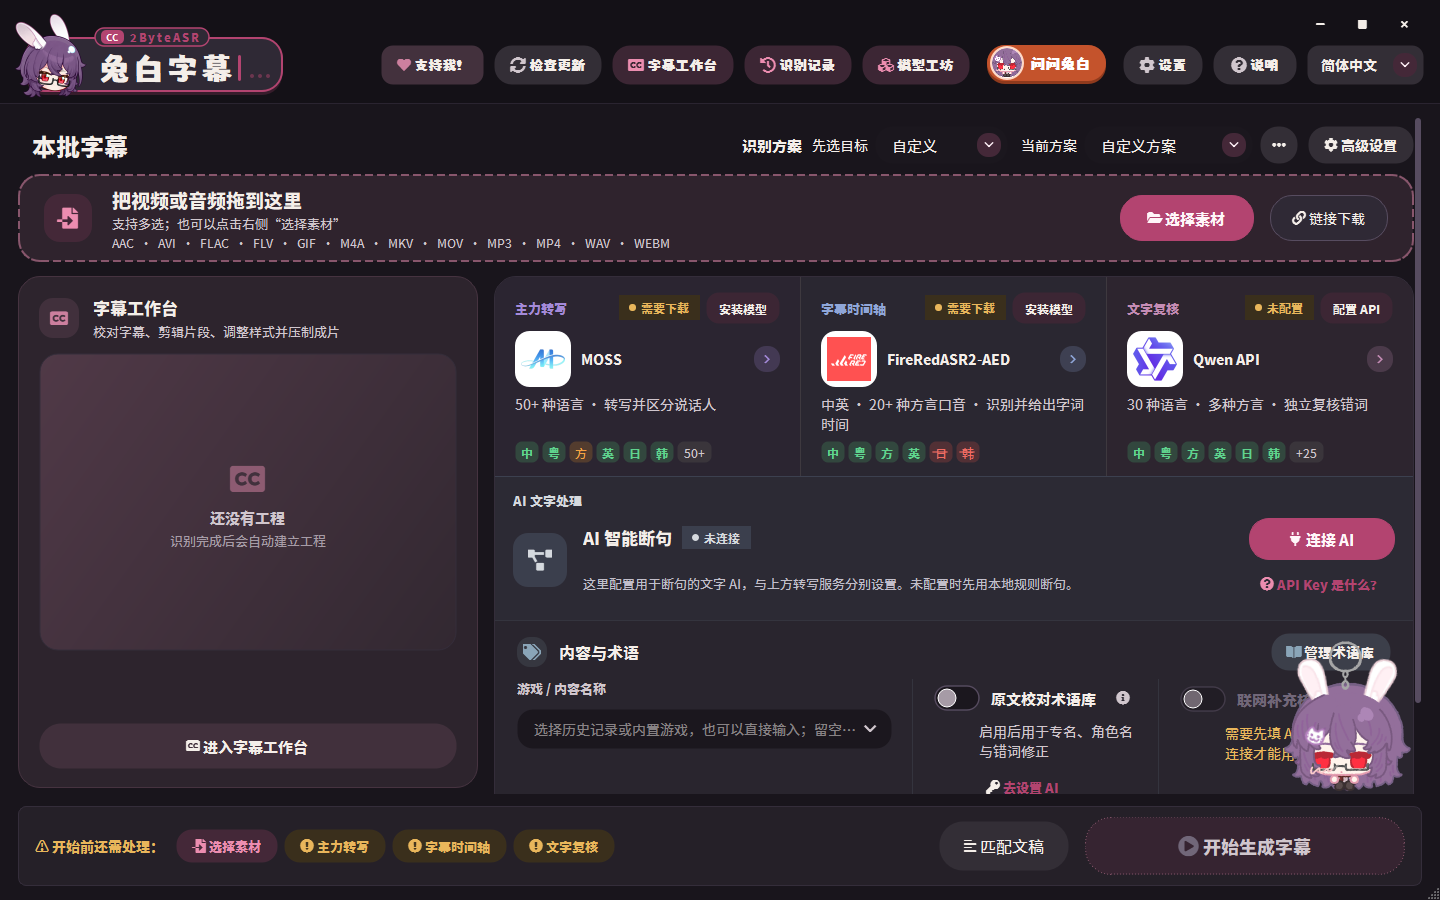 CC 2ByteASR
兔白字幕
支持我!
检查更新
CC 字幕工作台
识别记录
模型工坊
问问兔白
设置
说明
简体中文
本批字幕
识别方案 先选目标 自定义 当前方案 自定义方案
高级设置
把视频或音频拖到这里
支持多选；也可以点击右侧“选择素材”
AAC • AVI • FLAC • FLV • GIF • M4A • MKV • MOV • MP3 • MP4 • WAV • WEBM
选择素材
链接下载
CC 字幕工作台
校对字幕、剪辑片段、调整样式并压制成片
CC
还没有工程
识别完成后会自动建立工程
CC 进入字幕工作台
主力转写 需要下载 安装模型
MOSS
50+ 种语言 • 转写并区分说话人
中 粤 方 英 日 韩 50+
字幕时间轴 需要下载 安装模型
FIRE RED
FireRedASR2-AED
中英 • 20+ 种方言口音 • 识别并给出字词
时间
中 粤 方 英 日 韩
文字复核 未配置 配置 API
Qwen API
30 种语言 • 多种方言 • 独立复核错词
中 粤 方 英 日 韩 +25
AI 文字处理
AI 智能断句 未连接
这里配置用于断句的文字 AI，与上方转写服务分别设置。未配置时先用本地规则断句。
连接 AI
API Key 是什么?
内容与术语
管理术语库
游戏 / 内容名称
选择历史记录或内置游戏，也可以直接输入；留空…
原文校对术语库
启用后用于专名、角色名
与错词修正
去设置 AI
联网补充
需要先填 A
连接才能用
开始前还需处理：
选择素材
主力转写
字幕时间轴
文字复核
匹配文稿
开始生成字幕